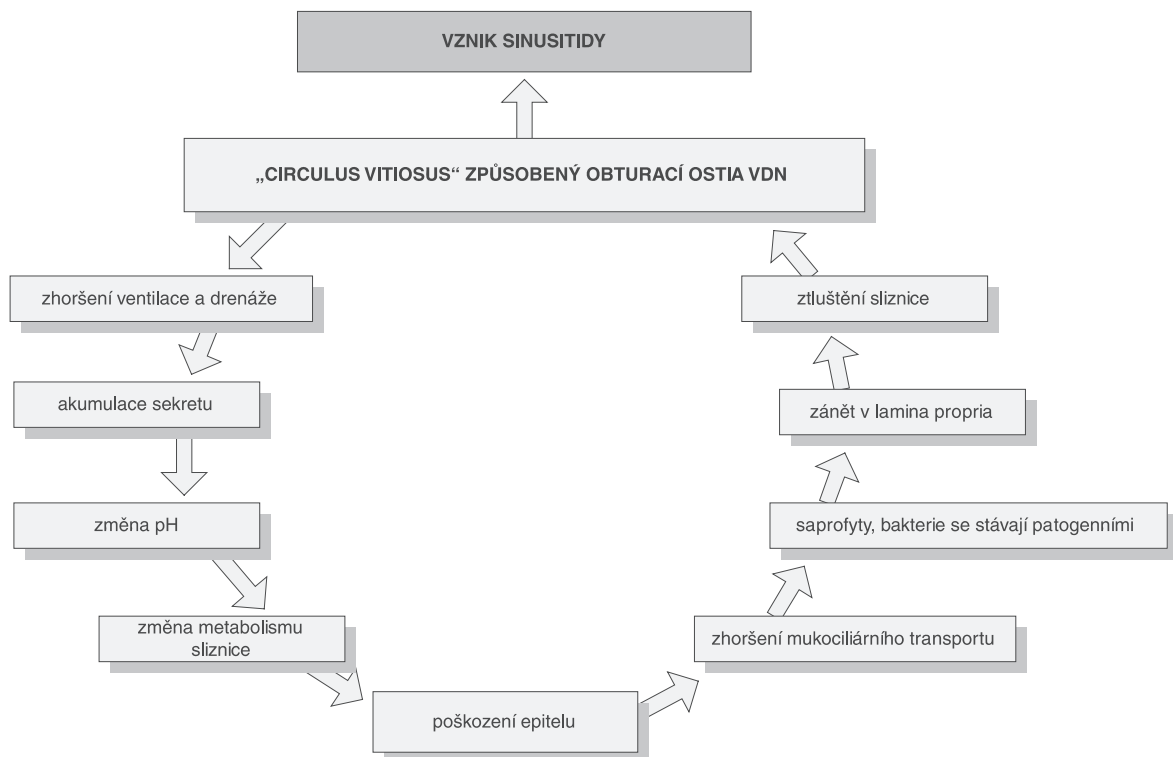 VZNIK SINUSITIDY
„CIRCULUS VITIOSUS“ ZPŮSOBENÝ OBTURACÍ OSTIA VDN
zhoršení ventilace a drenáže
ztluštění sliznice
akumulace sekretu
zánět v lamina propria
změna pH
saprofyty, bakterie se stávají patogenními
změna metabolismu
sliznice
zhoršení mukociliárního transportu
poškození epitelu